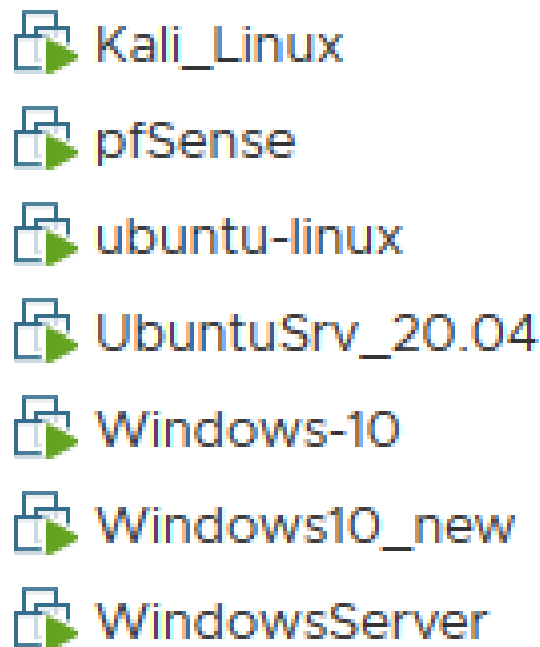 Kali_Linux
pfSense
ubuntu-linux
UbuntuSrv_20.04
Windows-10
Windows10_new
WindowsServer